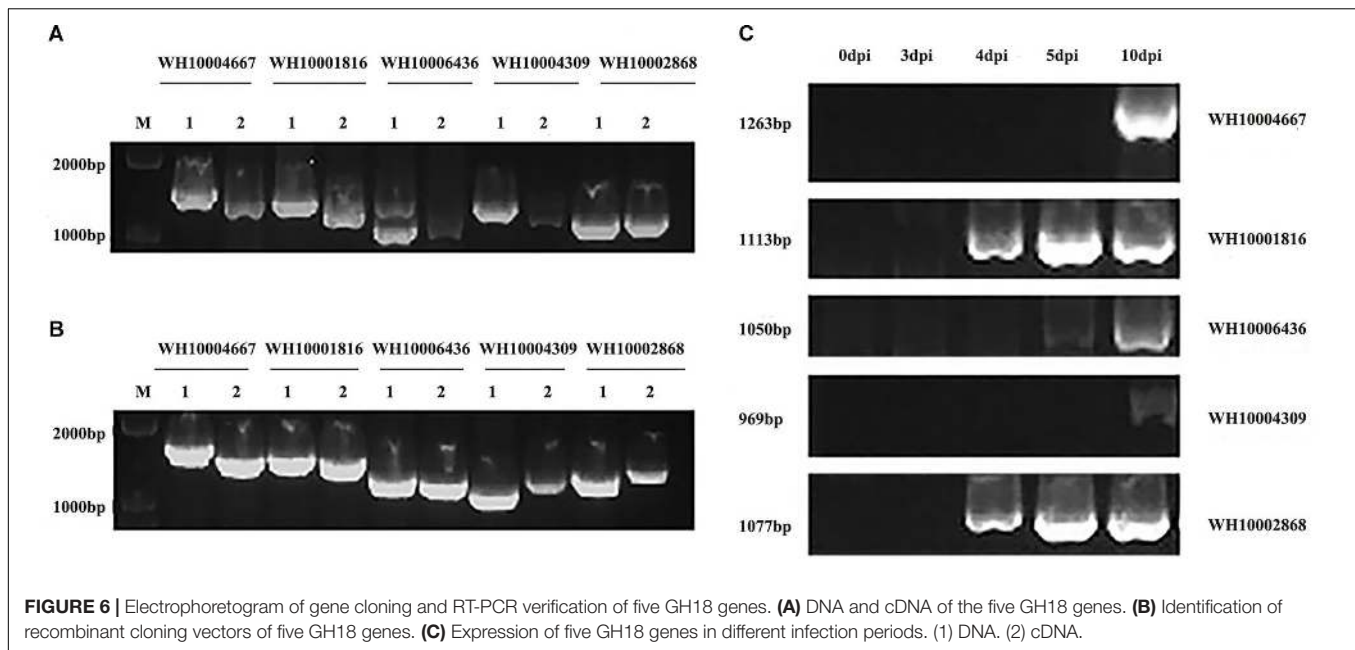 A
WH10004667 WH10001816 WH10006436 WH10004309 WH10002868
M 1 2 1 2 1 2 1 2 1 2
2000bp
1000bp
B
WH10004667 WH10001816 WH10006436 WH10004309 WH10002868
M 1 2 1 2 1 2 1 2 1 2
2000bp
1000bp
C
0dpi 3dpi 4dpi 5dpi 10dpi
1263bp WH10004667
1113bp WH10001816
1050bp WH10006436
969bp WH10004309
1077bp WH10002868
FIGURE 6 | Electrophoretogram of gene cloning and RT-PCR verification of five GH18 genes. (A) DNA and cDNA of the five GH18 genes. (B) Identification of
recombinant cloning vectors of five GH18 genes. (C) Expression of five GH18 genes in different infection periods. (1) DNA. (2) cDNA.